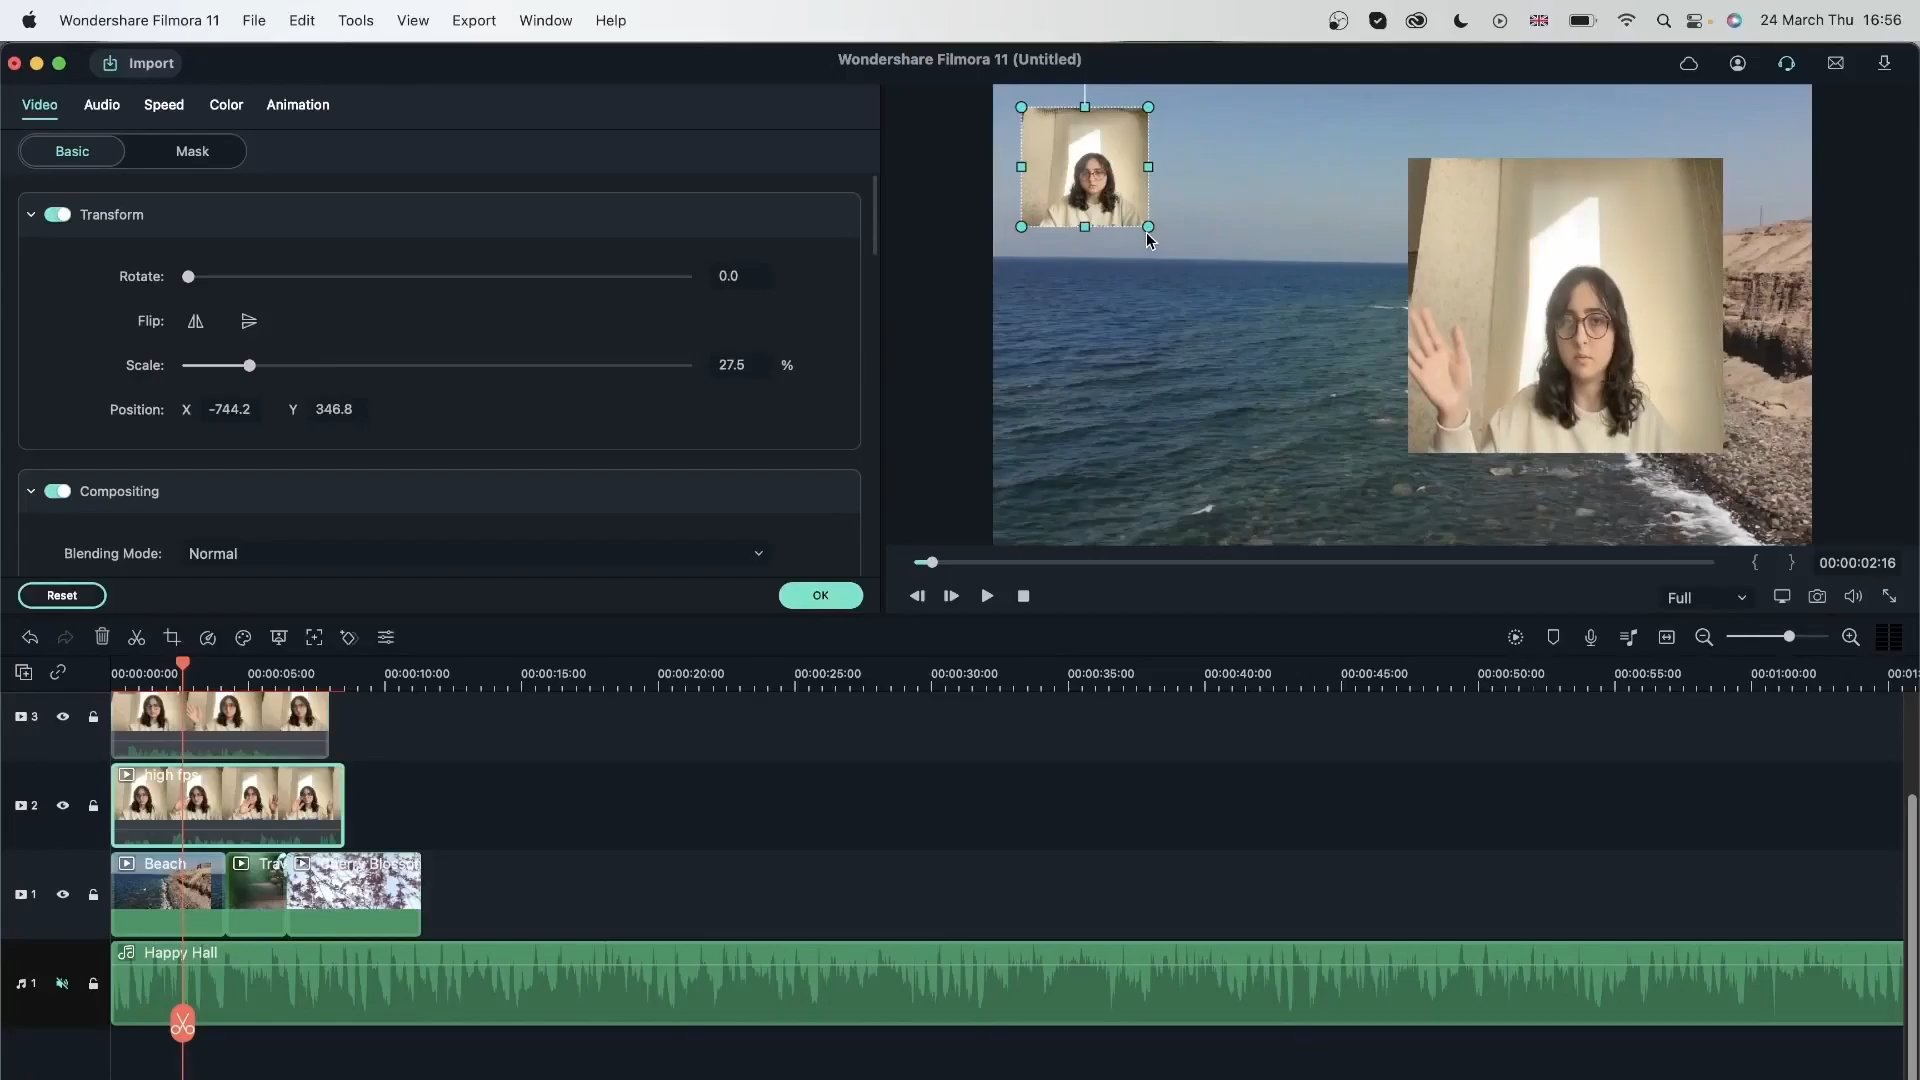 Wondershare Filmora 11 File Edit Tools View Export Window Help 24 March Thu 16:56
Import Wondershare Filmora 11 (Untitled)
Video Audio Speed Color Animation
Basic Mask
Transform
Rotate: 0.0
Flip:
Scale: 27.5 %
Position: X -744.2 Y 346.8
Compositing
Blending Mode: Normal
Reset OK
{ } 00:00:02:16
Full
00:00:00:00 00:00:05:00 00:00:10:00 00:00:15:00 00:00:20:00 00:00:25:00 00:00:30:00 00:00:35:00 00:00:40:00 00:00:45:00 00:00:50:00 00:00:55:00 00:01:00:00 00:01:
3
high fps
2
Beach Trav Cherry Blossom
1
Happy Hall
1